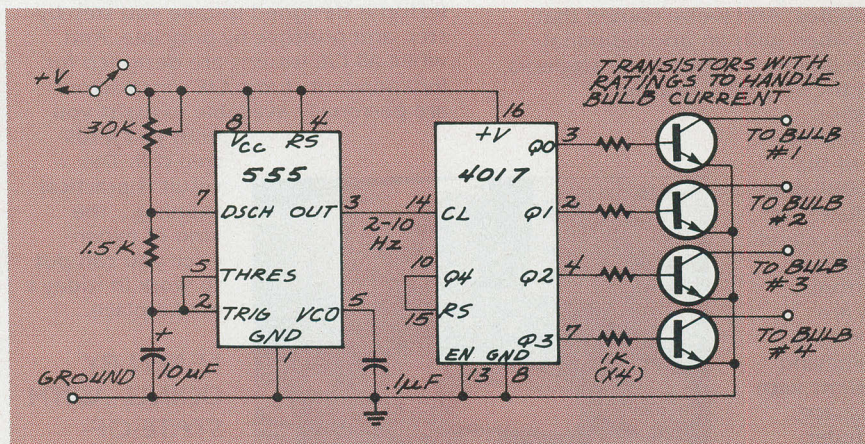 +V
30K
1.5K
GROUND
10µF
+
8
4
VCC
RS
555
7
DSCH
OUT
3
5
THRES
2
TRIG
VCO
5
GND
1
.1µF
2-10
Hz
16
+V
4017
14
CL
10
Q4
15
RS
EN
GND
13
8
Q0
3
Q1
2
Q2
4
Q3
7
1K
(X4)
TRANSISTORS WITH
RATINGS TO HANDLE
BULB CURRENT
TO BULB
#1
TO BULB
#2
TO BULB
#3
TO BULB
#4